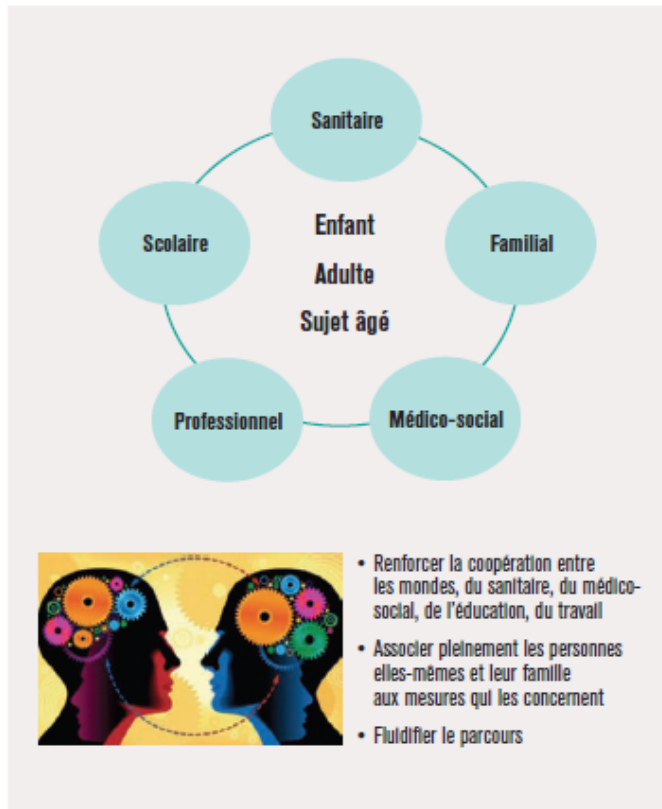 Sanitaire
Scolaire
Enfant
Adulte
Sujet âgé
Familial
Professionnel
Médico-social
• Renforcer la coopération entre
les mondes, du sanitaire, du médico-
social, de l'éducation, du travail
• Associer pleinement les personnes
elles-mêmes et leur famille
aux mesures qui les concernent
• Fluidifier le parcours